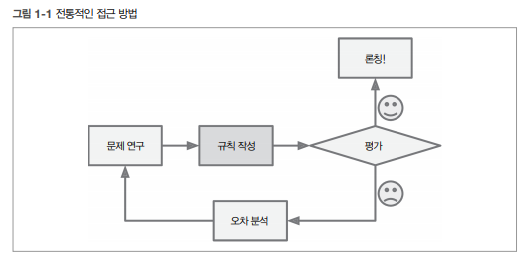 그림 1-1 전통적인 접근 방법
론칭!
문제 연구
규칙 작성
평가
오차 분석